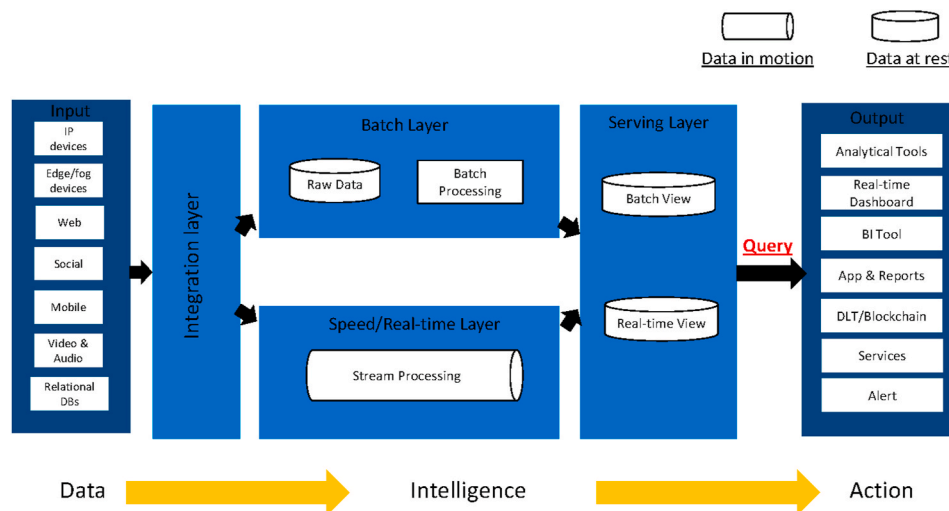 Data in motion
Data at rest
Input
IP
devices
Edge/fog
devices
Web
Social
Mobile
Video &
Audio
Relational
DBs
Integration layer
Batch Layer
Raw Data
Batch
Processing
Speed/Real-time Layer
Stream Processing
Serving Layer
Batch View
Real-time View
Query
Output
Analytical Tools
Real-time
Dashboard
BI Tool
App & Reports
DLT/Blockchain
Services
Alert
Data
Intelligence
Action